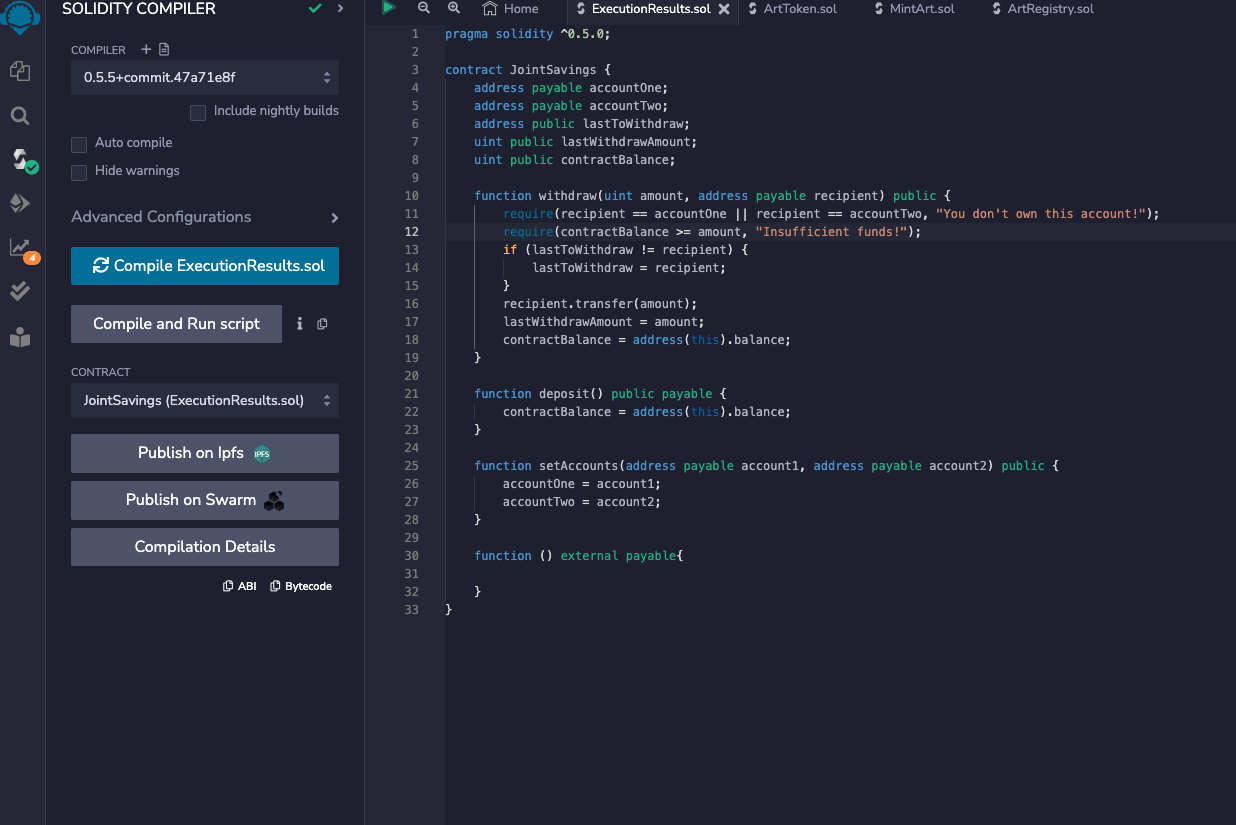 SOLIDITY COMPILER
COMPILER
0.5.5+commit.47a71e8f
Include nightly builds
Auto compile
Hide warnings
Advanced Configurations
Compile ExecutionResults.sol
Compile and Run script
CONTRACT
JointSavings (ExecutionResults.sol)
Publish on Ipfs IPFS
Publish on Swarm
Compilation Details
ABI Bytecode
4
Home ExecutionResults.sol ArtToken.sol MintArt.sol ArtRegistry.sol
1 pragma solidity ^0.5.0;
2
3 contract JointSavings {
4     address payable accountOne;
5     address payable accountTwo;
6     address public lastToWithdraw;
7     uint public lastWithdrawAmount;
8     uint public contractBalance;
9
10     function withdraw(uint amount, address payable recipient) public {
11         require(recipient == accountOne || recipient == accountTwo, "You don't own this account!");
12         require(contractBalance >= amount, "Insufficient funds!");
13         if (lastToWithdraw != recipient) {
14             lastToWithdraw = recipient;
15         }
16         recipient.transfer(amount);
17         lastWithdrawAmount = amount;
18         contractBalance = address(this).balance;
19     }
20
21     function deposit() public payable {
22         contractBalance = address(this).balance;
23     }
24
25     function setAccounts(address payable account1, address payable account2) public {
26         accountOne = account1;
27         accountTwo = account2;
28     }
29
30     function () external payable{
31
32     }
33 }